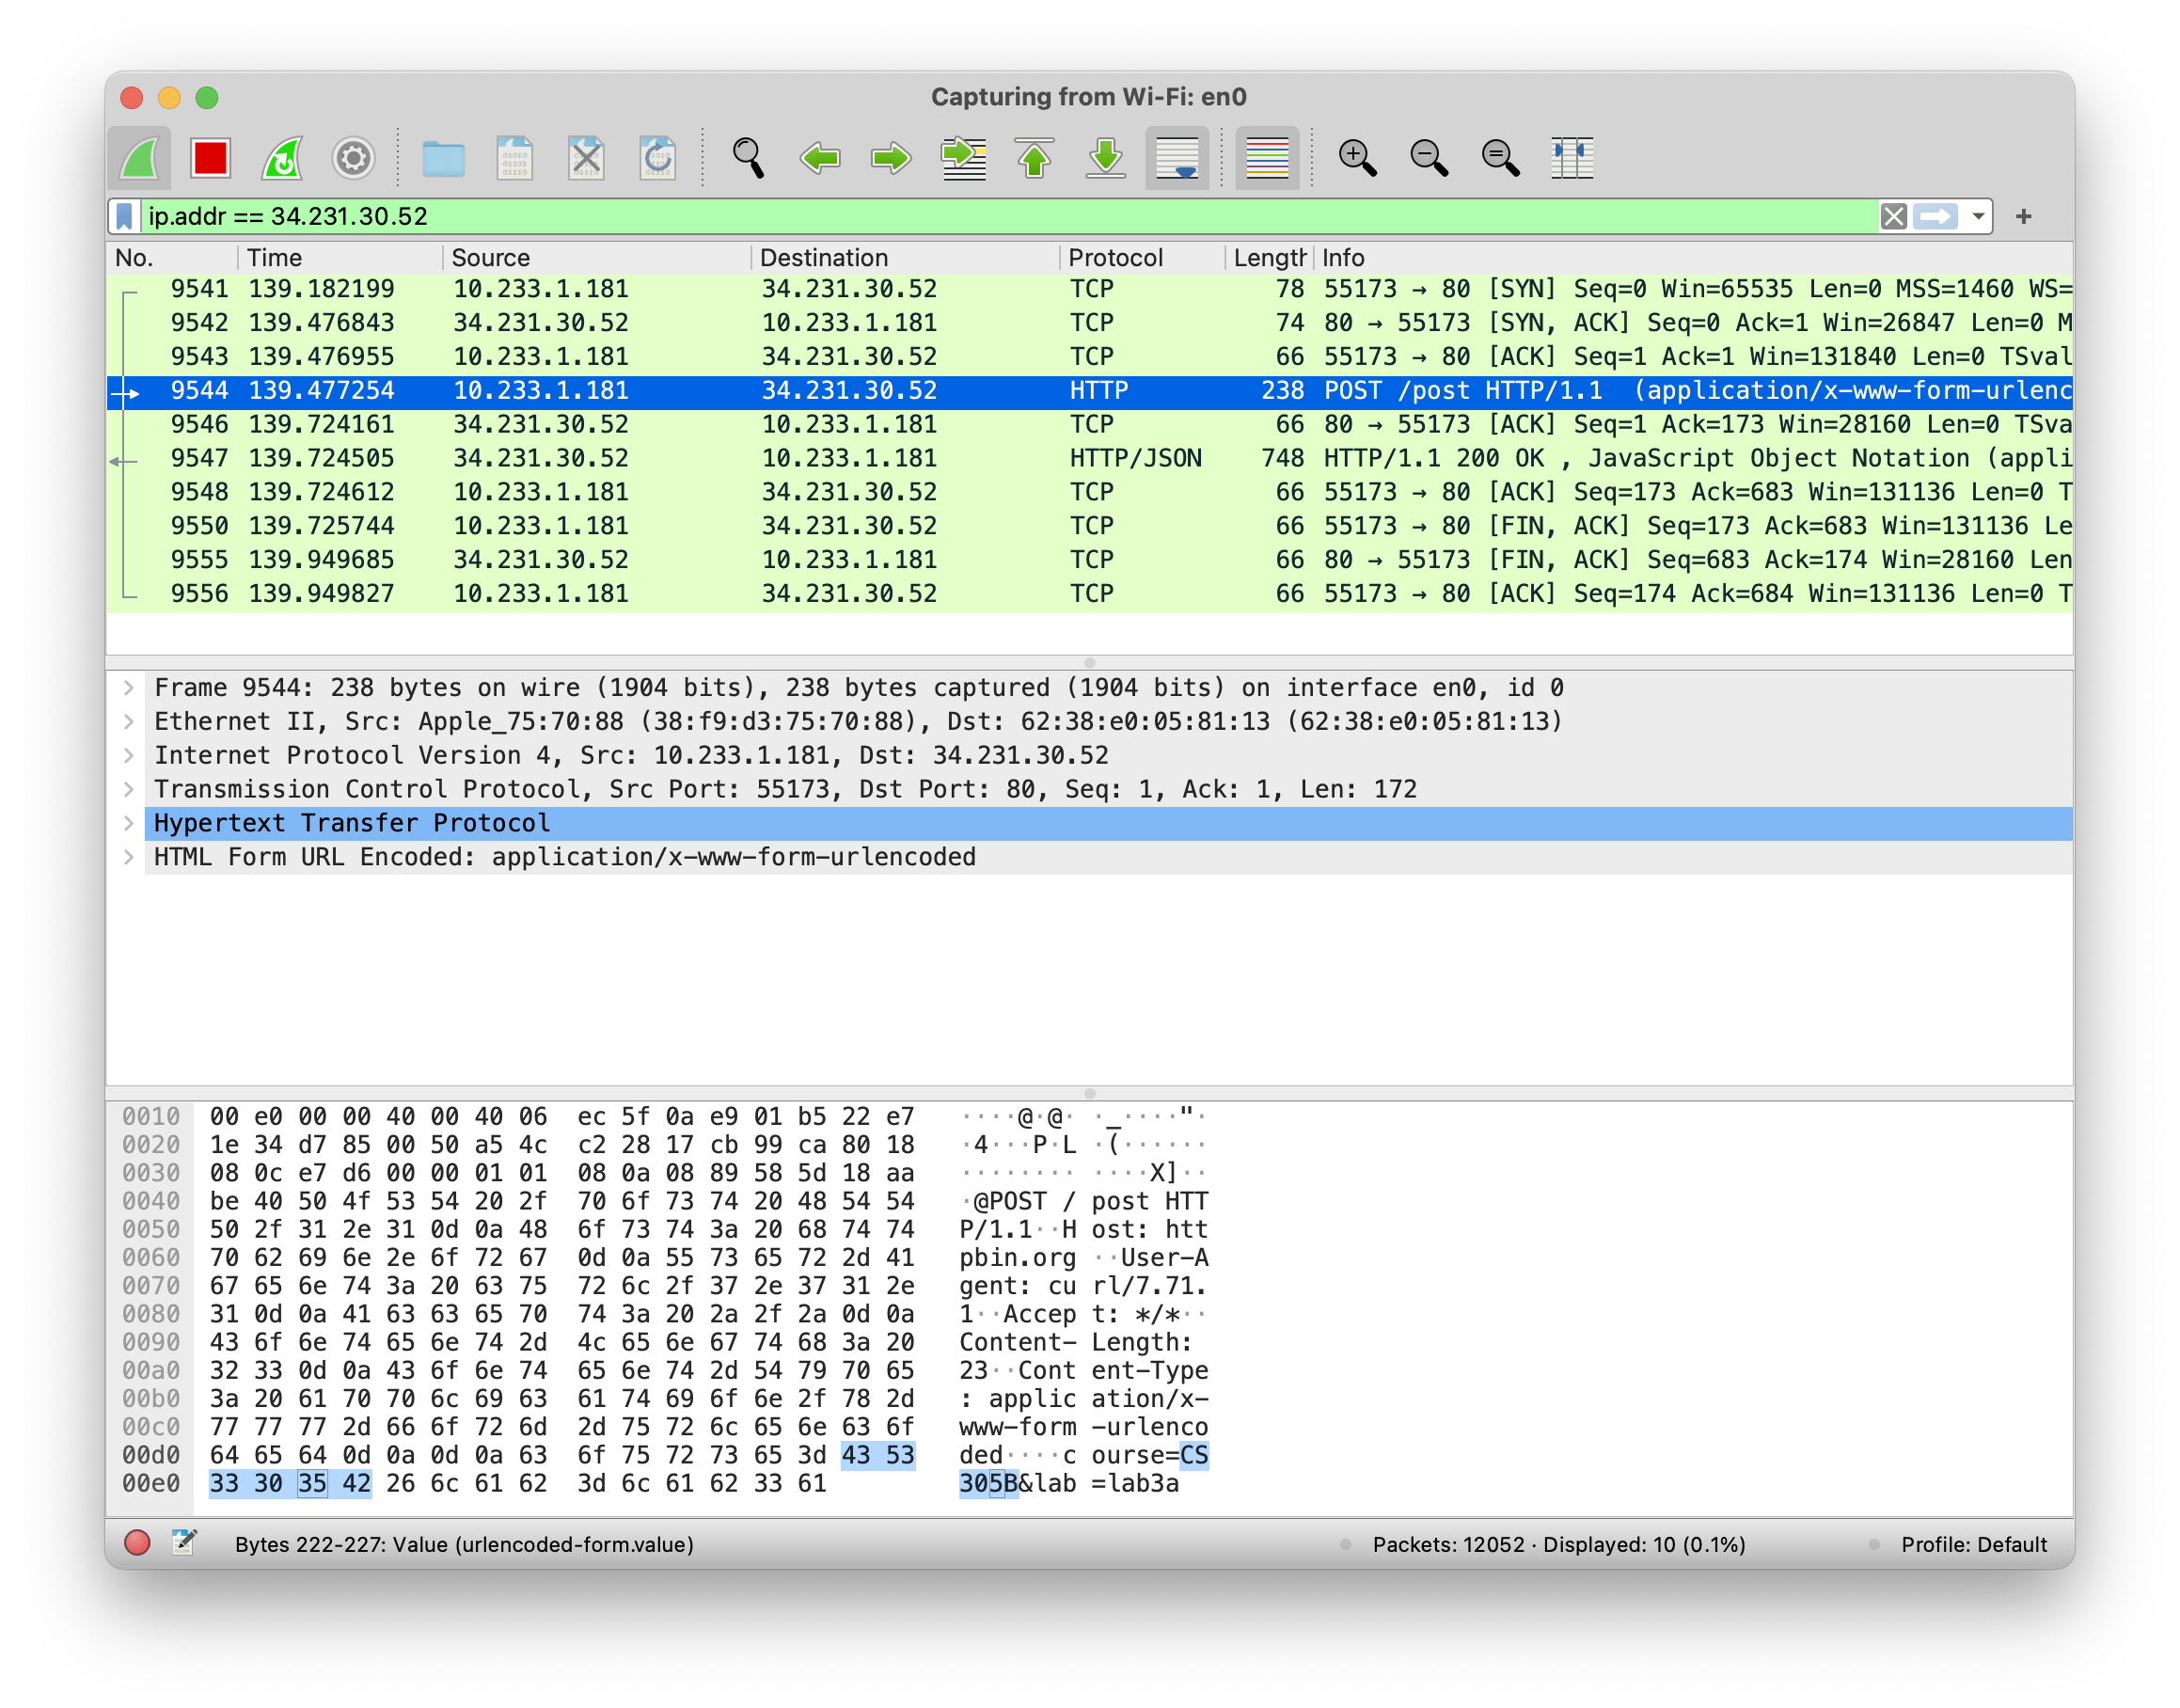 Capturing from Wi-Fi: en0
ip.addr == 34.231.30.52
No. Time Source Destination Protocol Length Info
9541 139.182199 10.233.1.181 34.231.30.52 TCP 78 55173 → 80 [SYN] Seq=0 Win=65535 Len=0 MSS=1460 WS=
9542 139.476843 34.231.30.52 10.233.1.181 TCP 74 80 → 55173 [SYN, ACK] Seq=0 Ack=1 Win=26847 Len=0 M
9543 139.476955 10.233.1.181 34.231.30.52 TCP 66 55173 → 80 [ACK] Seq=1 Ack=1 Win=131840 Len=0 TSval
9544 139.477254 10.233.1.181 34.231.30.52 HTTP 238 POST /post HTTP/1.1 (application/x-www-form-urlenc
9546 139.724161 34.231.30.52 10.233.1.181 TCP 66 80 → 55173 [ACK] Seq=1 Ack=173 Win=28160 Len=0 TSva
9547 139.724505 34.231.30.52 10.233.1.181 HTTP/JSON 748 HTTP/1.1 200 OK , JavaScript Object Notation (appli
9548 139.724612 10.233.1.181 34.231.30.52 TCP 66 55173 → 80 [ACK] Seq=173 Ack=683 Win=131136 Len=0 T
9550 139.725744 10.233.1.181 34.231.30.52 TCP 66 55173 → 80 [FIN, ACK] Seq=173 Ack=683 Win=131136 Le
9555 139.949685 34.231.30.52 10.233.1.181 TCP 66 80 → 55173 [FIN, ACK] Seq=683 Ack=174 Win=28160 Len
9556 139.949827 10.233.1.181 34.231.30.52 TCP 66 55173 → 80 [ACK] Seq=174 Ack=684 Win=131136 Len=0 T
Frame 9544: 238 bytes on wire (1904 bits), 238 bytes captured (1904 bits) on interface en0, id 0
Ethernet II, Src: Apple_75:70:88 (38:f9:d3:75:70:88), Dst: 62:38:e0:05:81:13 (62:38:e0:05:81:13)
Internet Protocol Version 4, Src: 10.233.1.181, Dst: 34.231.30.52
Transmission Control Protocol, Src Port: 55173, Dst Port: 80, Seq: 1, Ack: 1, Len: 172
Hypertext Transfer Protocol
HTML Form URL Encoded: application/x-www-form-urlencoded
0010 00 e0 00 00 40 00 40 06 ec 5f 0a e9 01 b5 22 e7 ····@·@· ·_····"·
0020 1e 34 d7 85 00 50 a5 4c c2 28 17 cb 99 ca 80 18 ·4···P·L ·(······
0030 08 0c e7 d6 00 00 01 01 08 0a 08 89 58 5d 18 aa ········ ····X]··
0040 be 40 50 4f 53 54 20 2f 70 6f 73 74 20 48 54 54 ·@POST / post HTT
0050 50 2f 31 2e 31 0d 0a 48 6f 73 74 3a 20 68 74 74 P/1.1··H ost: htt
0060 70 62 69 6e 2e 6f 72 67 0d 0a 55 73 65 72 2d 41 pbin.org ··User-A
0070 67 65 6e 74 3a 20 63 75 72 6c 2f 37 2e 37 31 2e gent: cu rl/7.71.
0080 31 0d 0a 41 63 63 65 70 74 3a 20 2a 2f 2a 0d 0a 1··Accep t: */*··
0090 43 6f 6e 74 65 6e 74 2d 4c 65 6e 67 74 68 3a 20 Content- Length:
00a0 32 33 0d 0a 43 6f 6e 74 65 6e 74 2d 54 79 70 65 23··Cont ent-Type
00b0 3a 20 61 70 70 6c 69 63 61 74 69 6f 6e 2f 78 2d : applic ation/x-
00c0 77 77 77 2d 66 6f 72 6d 2d 75 72 6c 65 6e 63 6f www-form -urlenco
00d0 64 65 64 0d 0a 0d 0a 63 6f 75 72 73 65 3d 43 53 ded····c ourse=CS
00e0 33 30 35 42 26 6c 61 62 3d 6c 61 62 33 61 305B&lab =lab3a
Bytes 222-227: Value (urlencoded-form.value) Packets: 12052 · Displayed: 10 (0.1%) Profile: Default